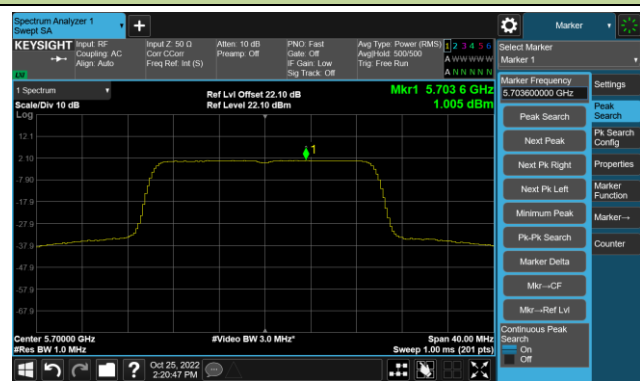 Spectrum Analyzer 1
Swept SA
+
Marker
KEYSIGHT
Input: RF
Coupling: AC
Align: Auto
Input Z: 50 Ω
Corr CCorr
Freq Ref: Int (S)
Atten: 10 dB
Preamp: Off
PNO: Fast
Gate: Off
IF Gain: Low
Sig Track: Off
Avg Type: Power (RMS)
Avg|Hold: 500/500
Trig: Free Run
1 2 3 4 5 6
A W W W W W
A N N N N N
LW
Select Marker
Marker 1
1 Spectrum
Scale/Div 10 dB
Log
Ref Lvl Offset 22.10 dB
Ref Level 22.10 dBm
Mkr1 5.703 6 GHz
1.005 dBm
12.1
2.10
-7.90
-17.9
-27.9
-37.9
-47.9
-57.9
-67.9
1
Center 5.70000 GHz
#Res BW 1.0 MHz
#Video BW 3.0 MHz*
Span 40.00 MHz
Sweep 1.00 ms (201 pts)
Marker Frequency
5.703600000 GHz
Peak Search
Next Peak
Next Pk Right
Next Pk Left
Minimum Peak
Pk-Pk Search
Marker Delta
Mkr→CF
Mkr→Ref Lvl
Continuous Peak
Search
On
Off
Settings
Peak
Search
Pk Search
Config
Properties
Marker
Function
Marker→
Counter
?
Oct 25, 2022
2:20:47 PM